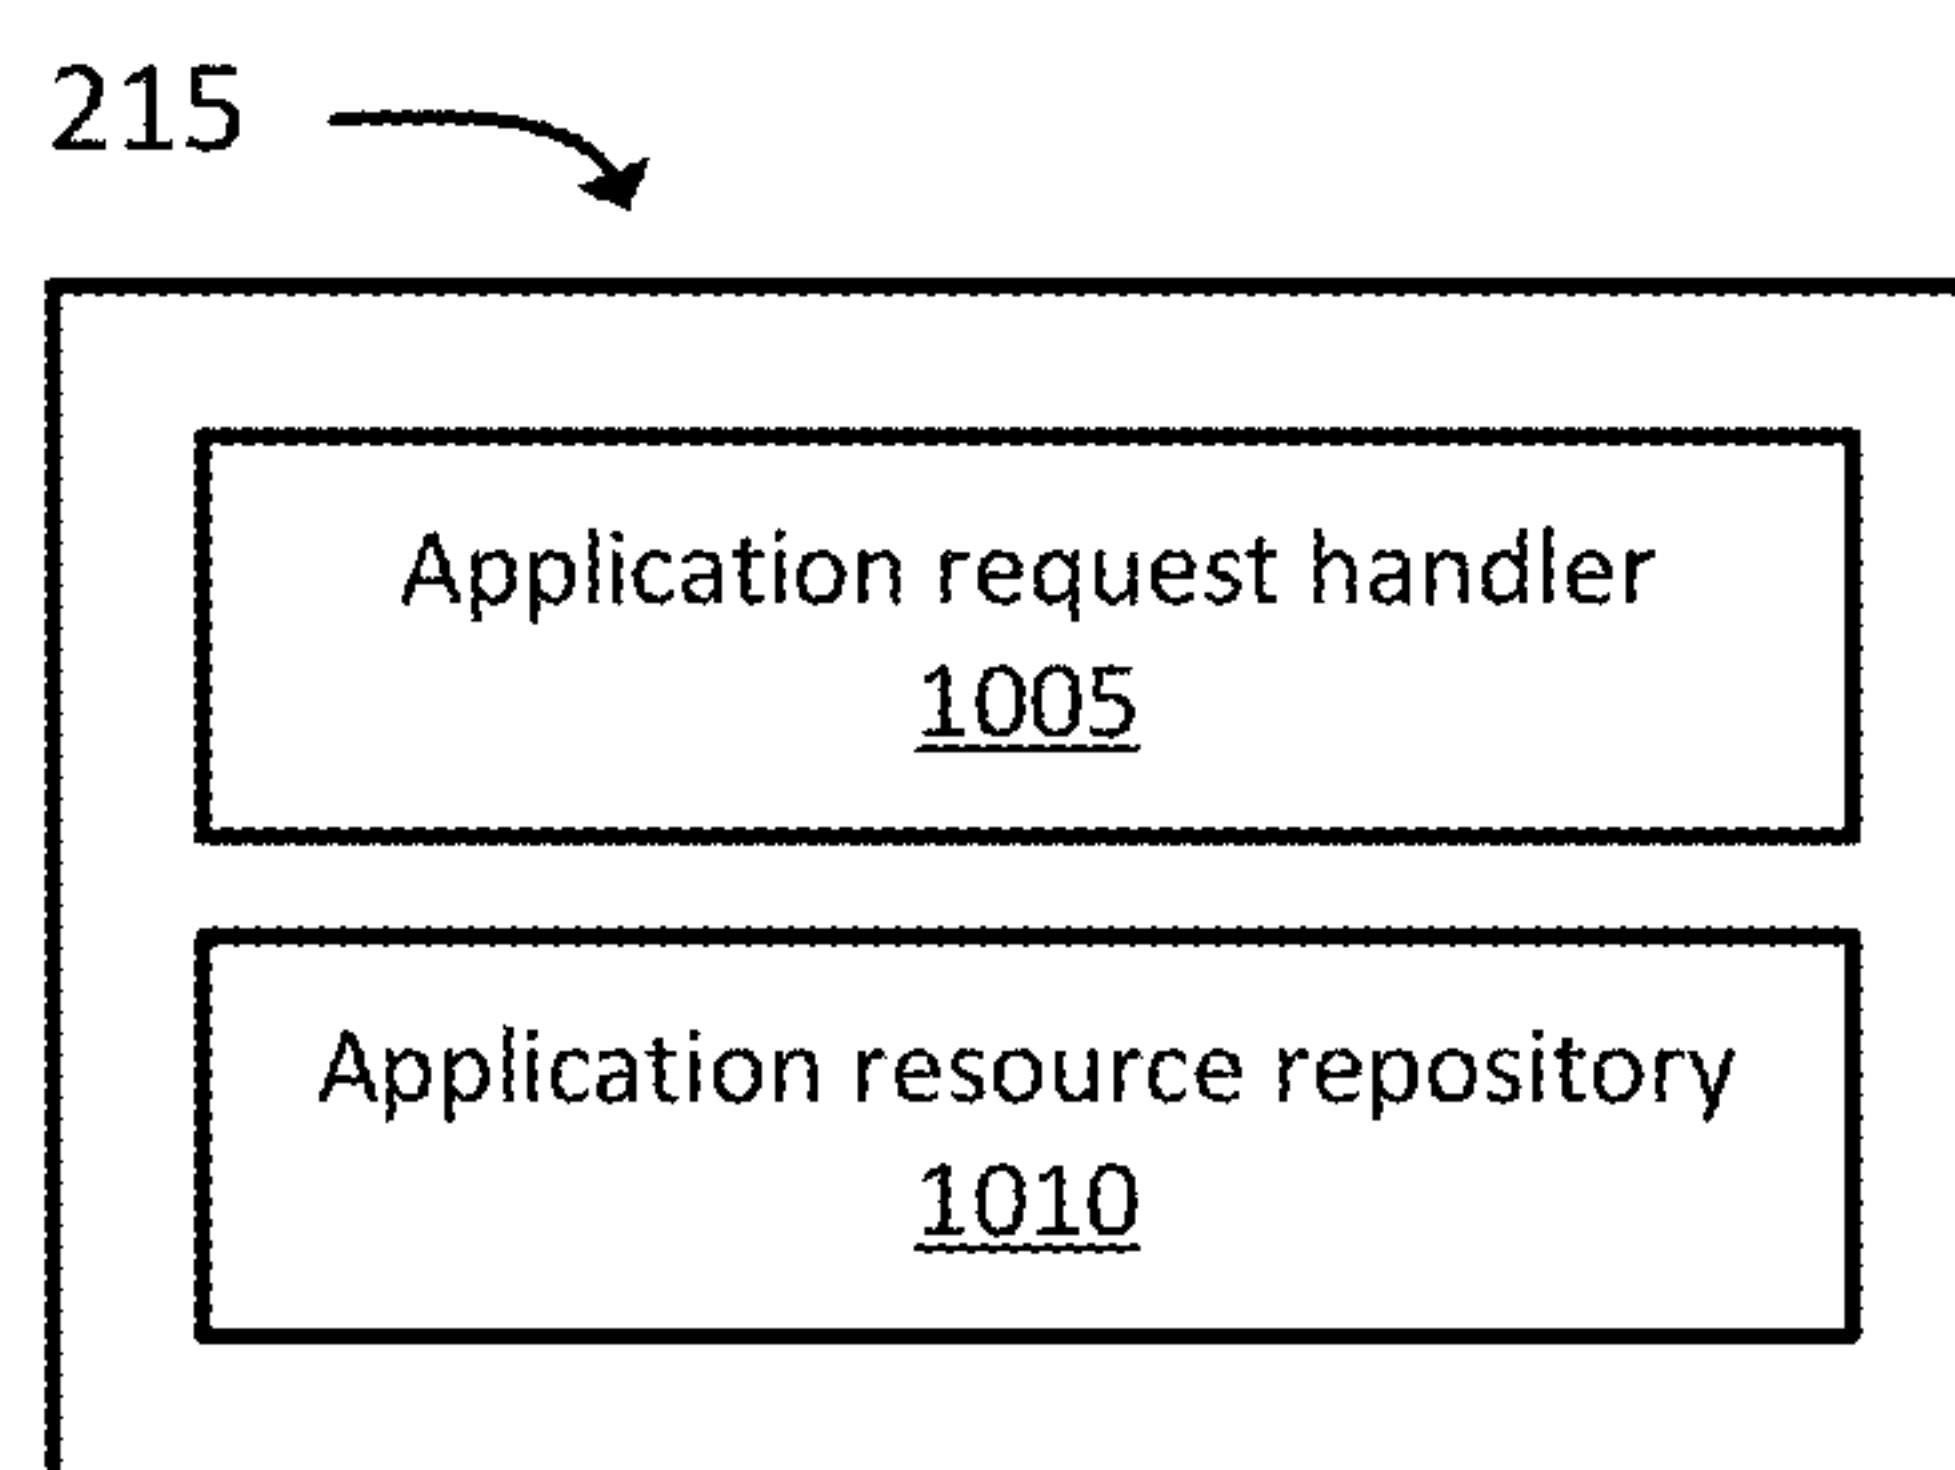 215
Application request handler
1005
Application resource repository
1010